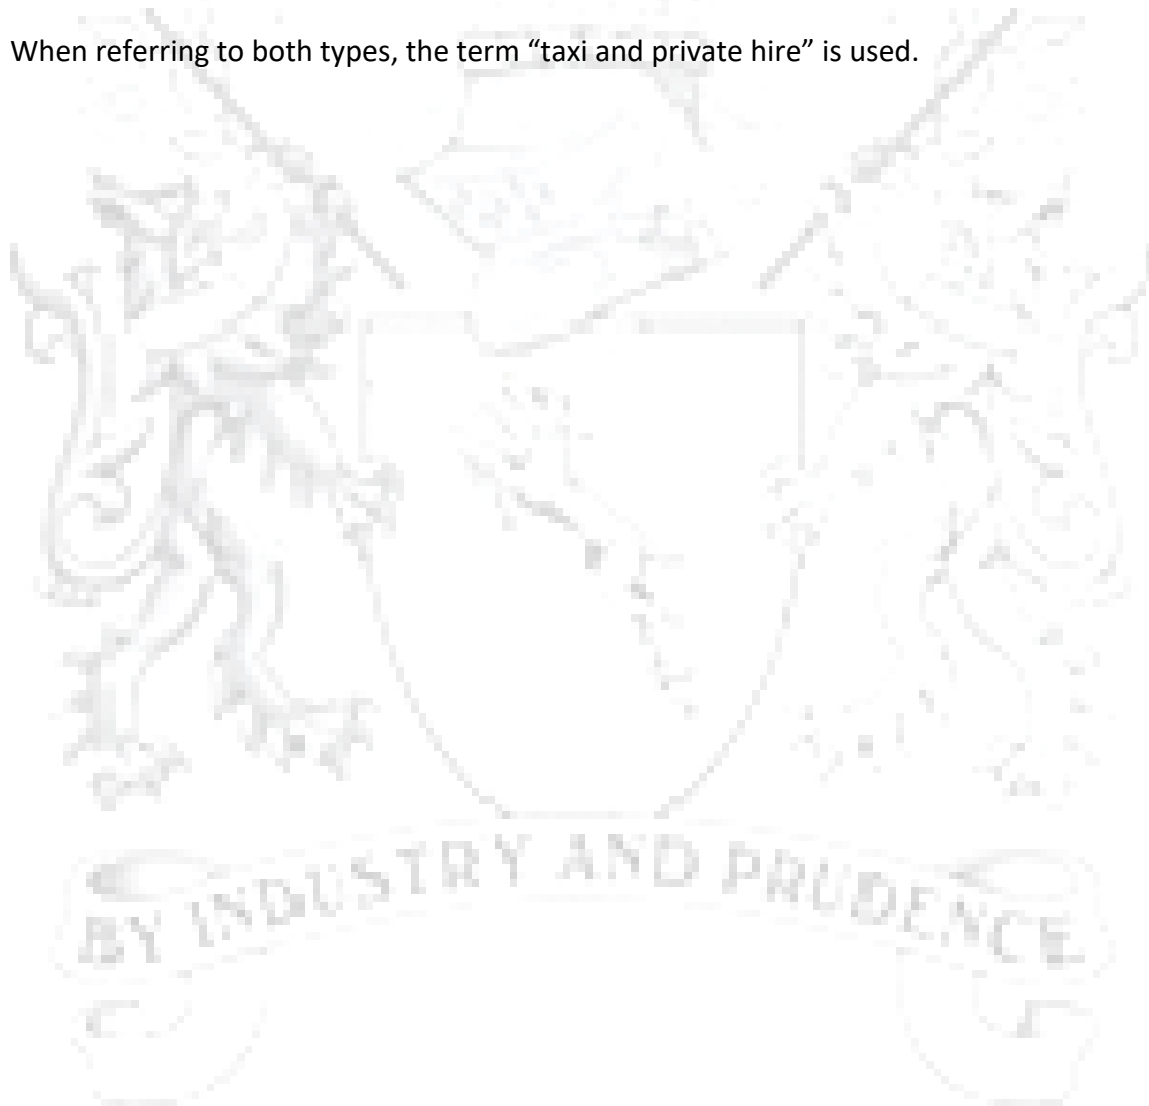 When referring to both types, the term “taxi and private hire” is used.
BY INDUSTRY AND PRUDENCE